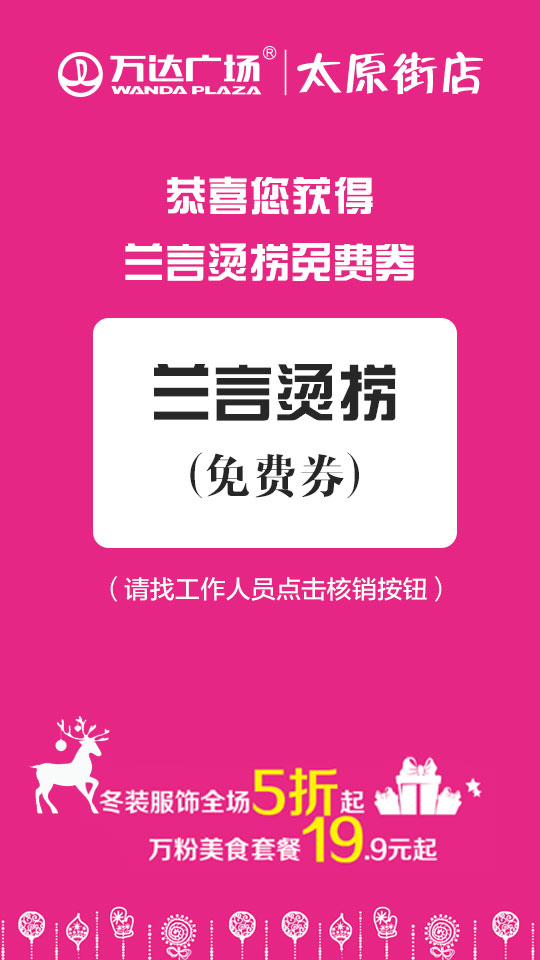 万达广场® 太原街店
WANDA PLAZA
恭喜您获得
兰言烫捞免费券
兰言烫捞
(免费券)
（请找工作人员点击核销按钮）
冬装服饰全场5折起
万粉美食套餐19.9元起